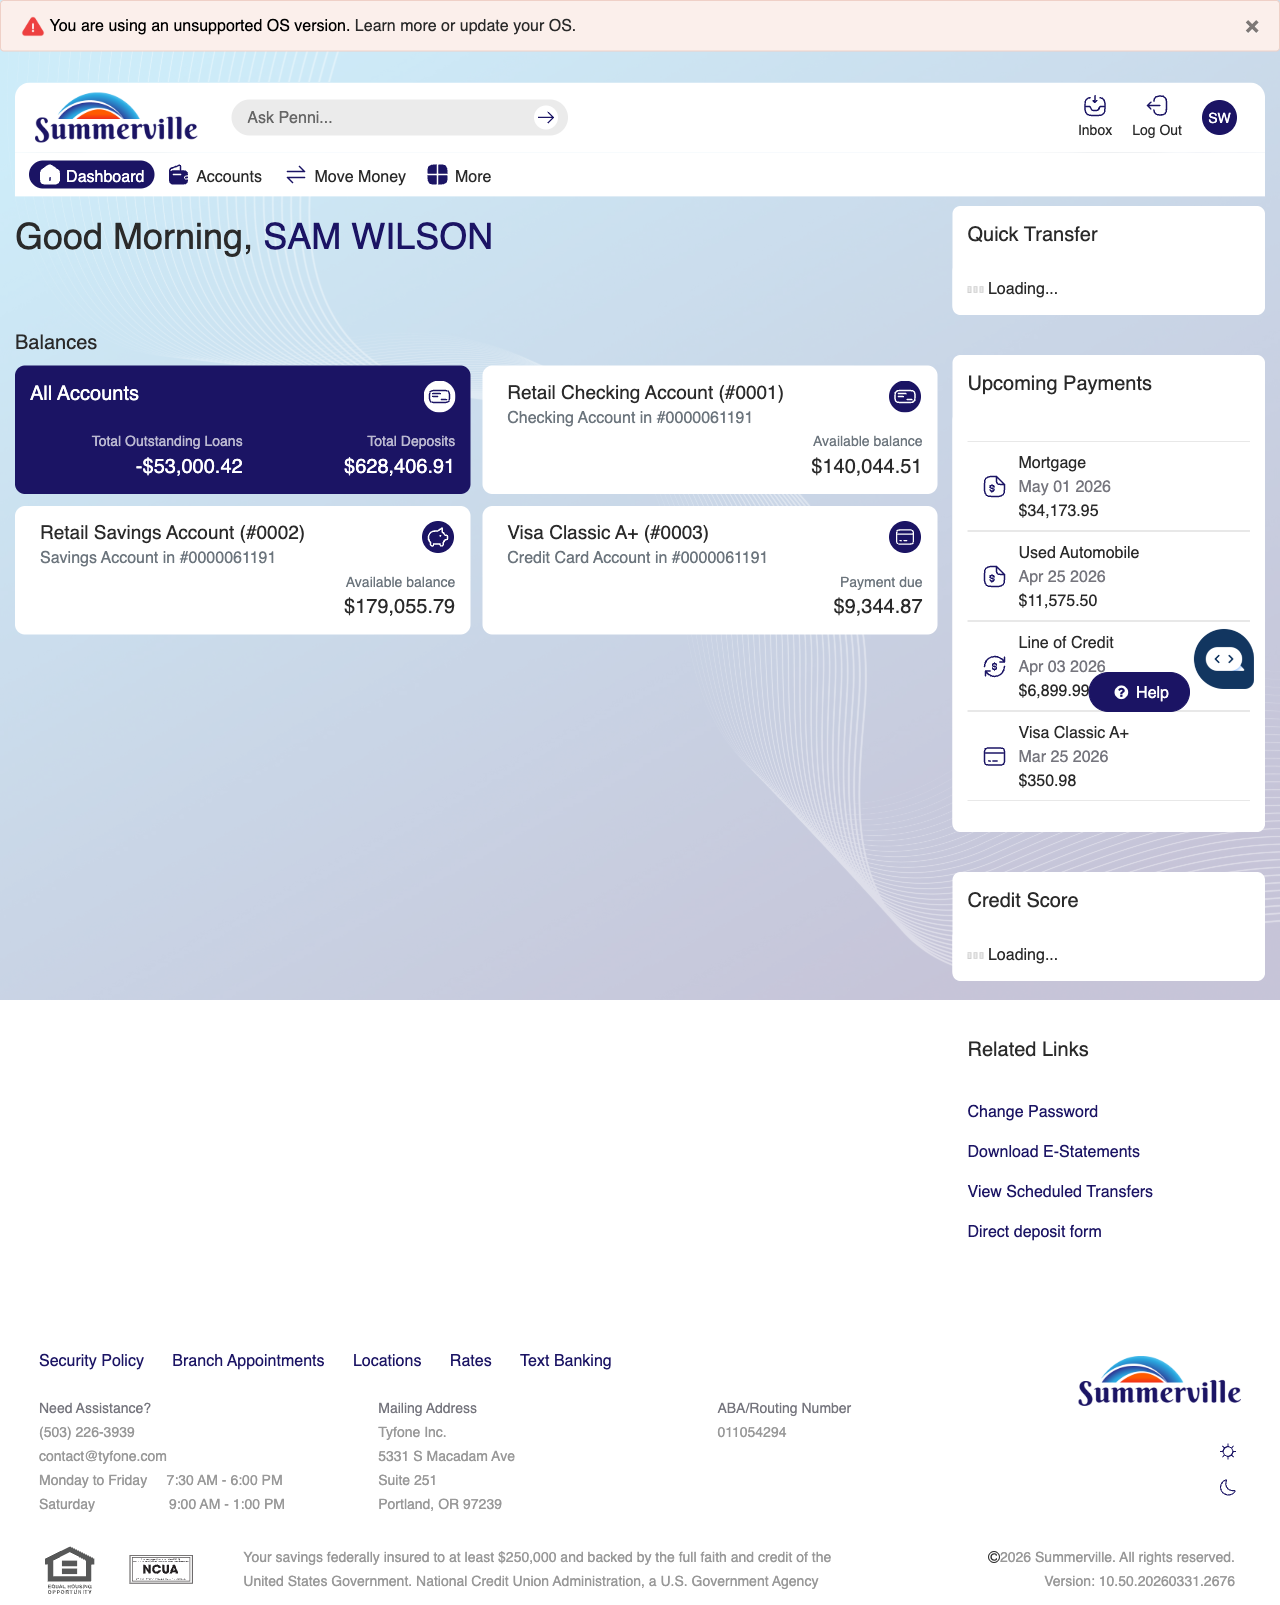 You are using an unsupported OS version. Learn more or update your OS.
Summerville
Ask Penni...
Inbox
Log Out
SW
Dashboard
Accounts
Move Money
More
Good Morning, SAM WILSON
Balances
All Accounts
Total Outstanding Loans
-$53,000.42
Total Deposits
$628,406.91
Retail Checking Account (#0001)
Checking Account in #0000061191
Available balance
$140,044.51
Retail Savings Account (#0002)
Savings Account in #0000061191
Available balance
$179,055.79
Visa Classic A+ (#0003)
Credit Card Account in #0000061191
Payment due
$9,344.87
Quick Transfer
Loading...
Upcoming Payments
Mortgage
May 01 2026
$34,173.95
Used Automobile
Apr 25 2026
$11,575.50
Line of Credit
Apr 03 2026
$6,899.99
Help
Visa Classic A+
Mar 25 2026
$350.98
Credit Score
Loading...
Related Links
Change Password
Download E-Statements
View Scheduled Transfers
Direct deposit form
Security Policy
Branch Appointments
Locations
Rates
Text Banking
Summerville
Need Assistance?
(503) 226-3939
contact@tyfone.com
Monday to Friday 7:30 AM - 6:00 PM
Saturday 9:00 AM - 1:00 PM
Mailing Address
Tyfone Inc.
5331 S Macadam Ave
Suite 251
Portland, OR 97239
ABA/Routing Number
011054294
EQUAL HOUSING
OPPORTUNITY
NCUA
Your savings federally insured to at least $250,000 and backed by the full faith and credit of the
United States Government. National Credit Union Administration, a U.S. Government Agency
©2026 Summerville. All rights reserved.
Version: 10.50.20260331.2676